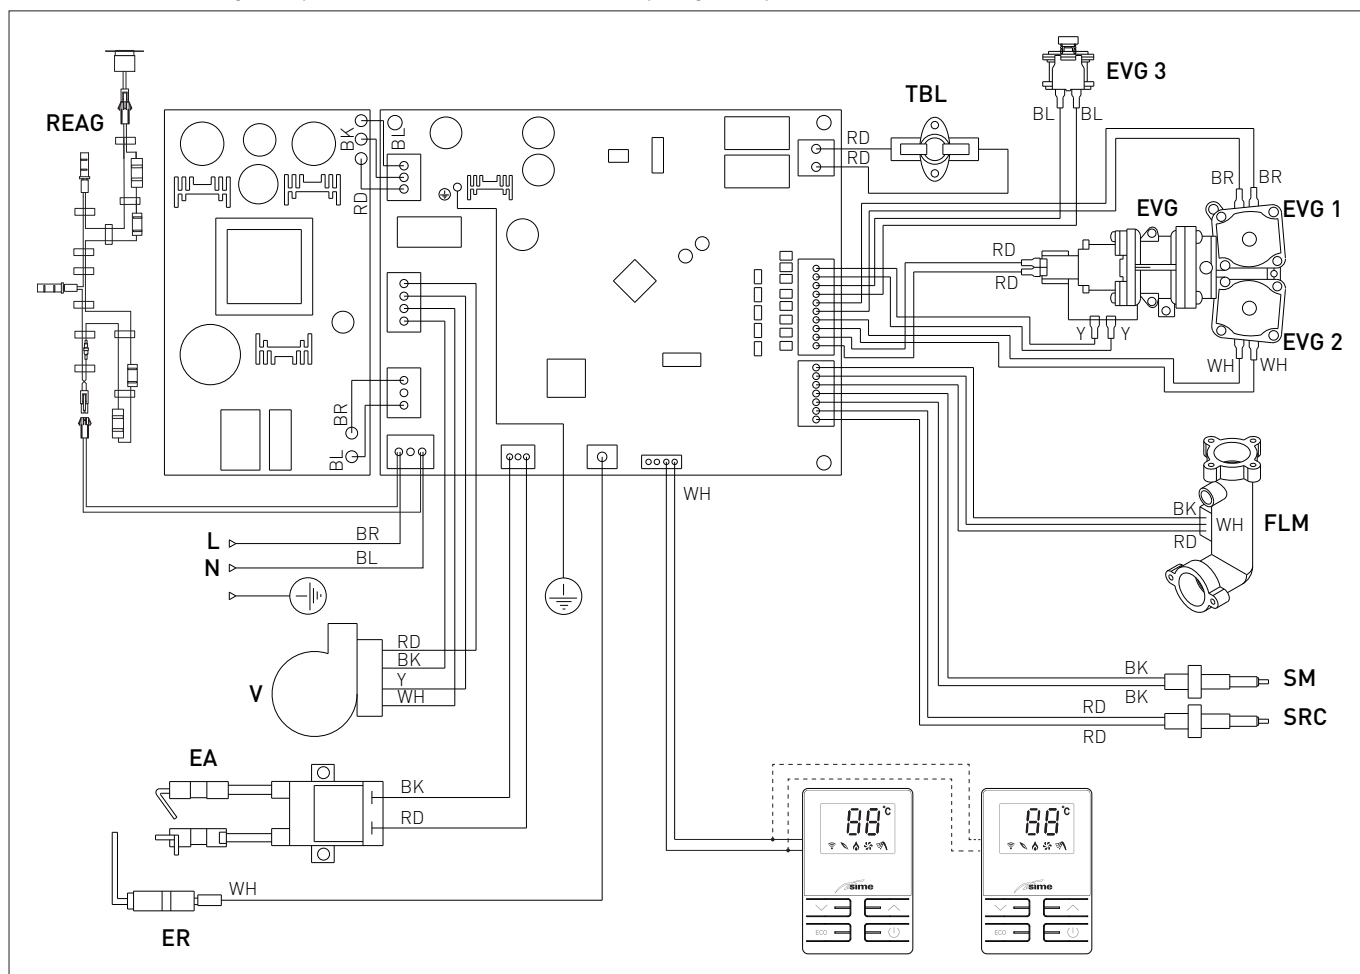 EVG 3
TBL
REAG
BK
BL
BL
BL
RD
RD
RD
BR
BR
EVG
EVG 1
RD
RD
Y
Y
EVG 2
WH
WH
BR
BL
WH
BK
WH
RD
FLM
L
BR
N
BL
RD
BK
Y
WH
V
BK
SM
BK
RD
SRC
RD
EA
BK
RD
88 °C
88 °C
sime
sime
ECO
ECO
WH
ER